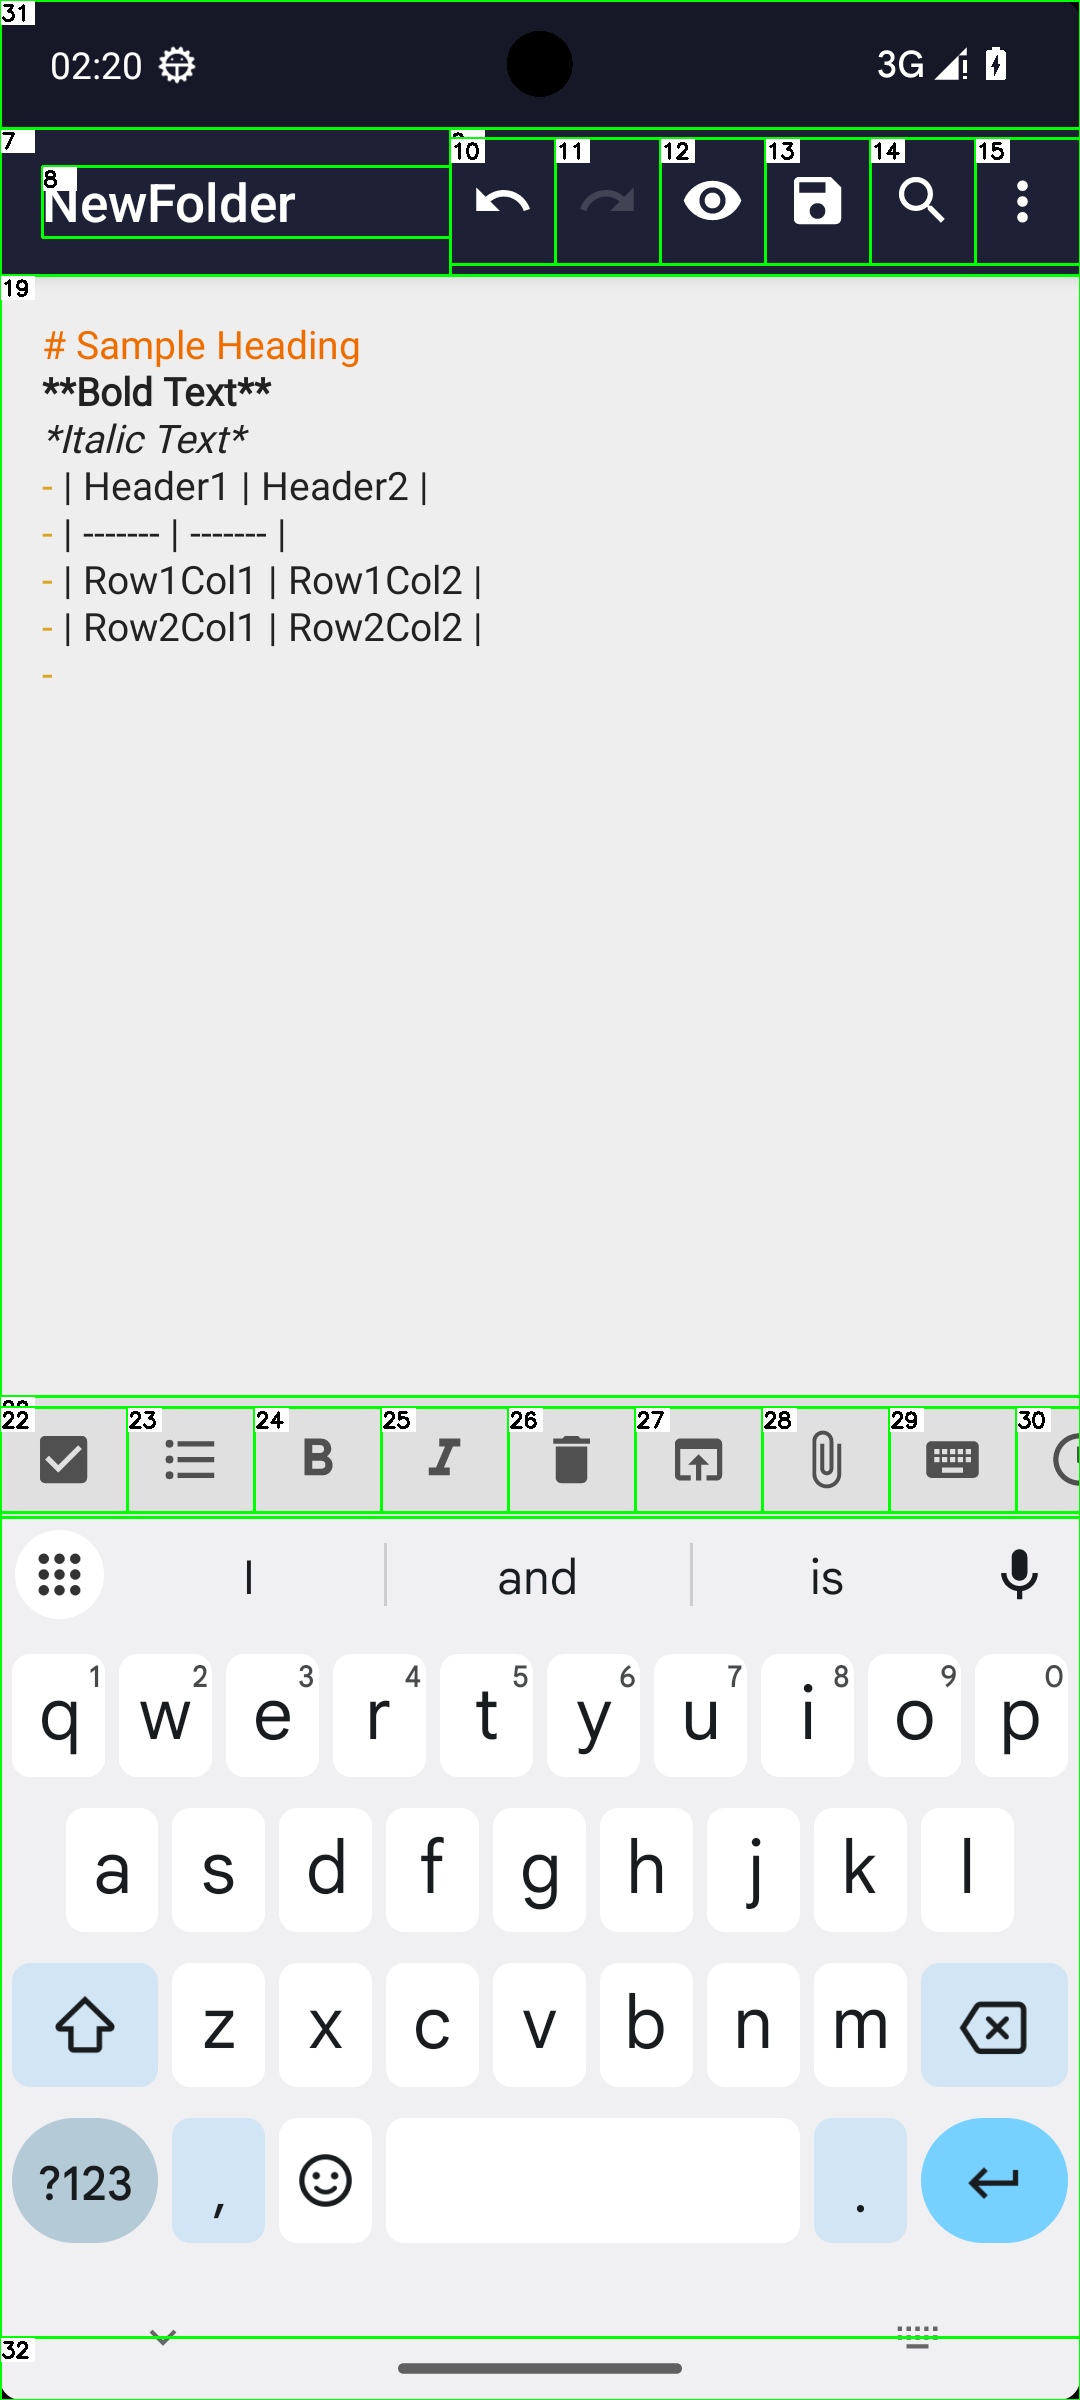 02:20
3G
NewFolder
# Sample Heading
**Bold Text**
*Italic Text*
- | Header1 | Header2 |
- | ------- | ------- |
- | Row1Col1 | Row1Col2 |
- | Row2Col1 | Row2Col2 |
-
I and is
q 1 w 2 e 3 r 4 t 5 y 6 u 7 i 8 o 9 p 0
a s d f g h j k l
z x c v b n m
?123 , .
31
7
8
10 11 12 13 14 15
19
22 23 24 25 26 27 28 29 30
32